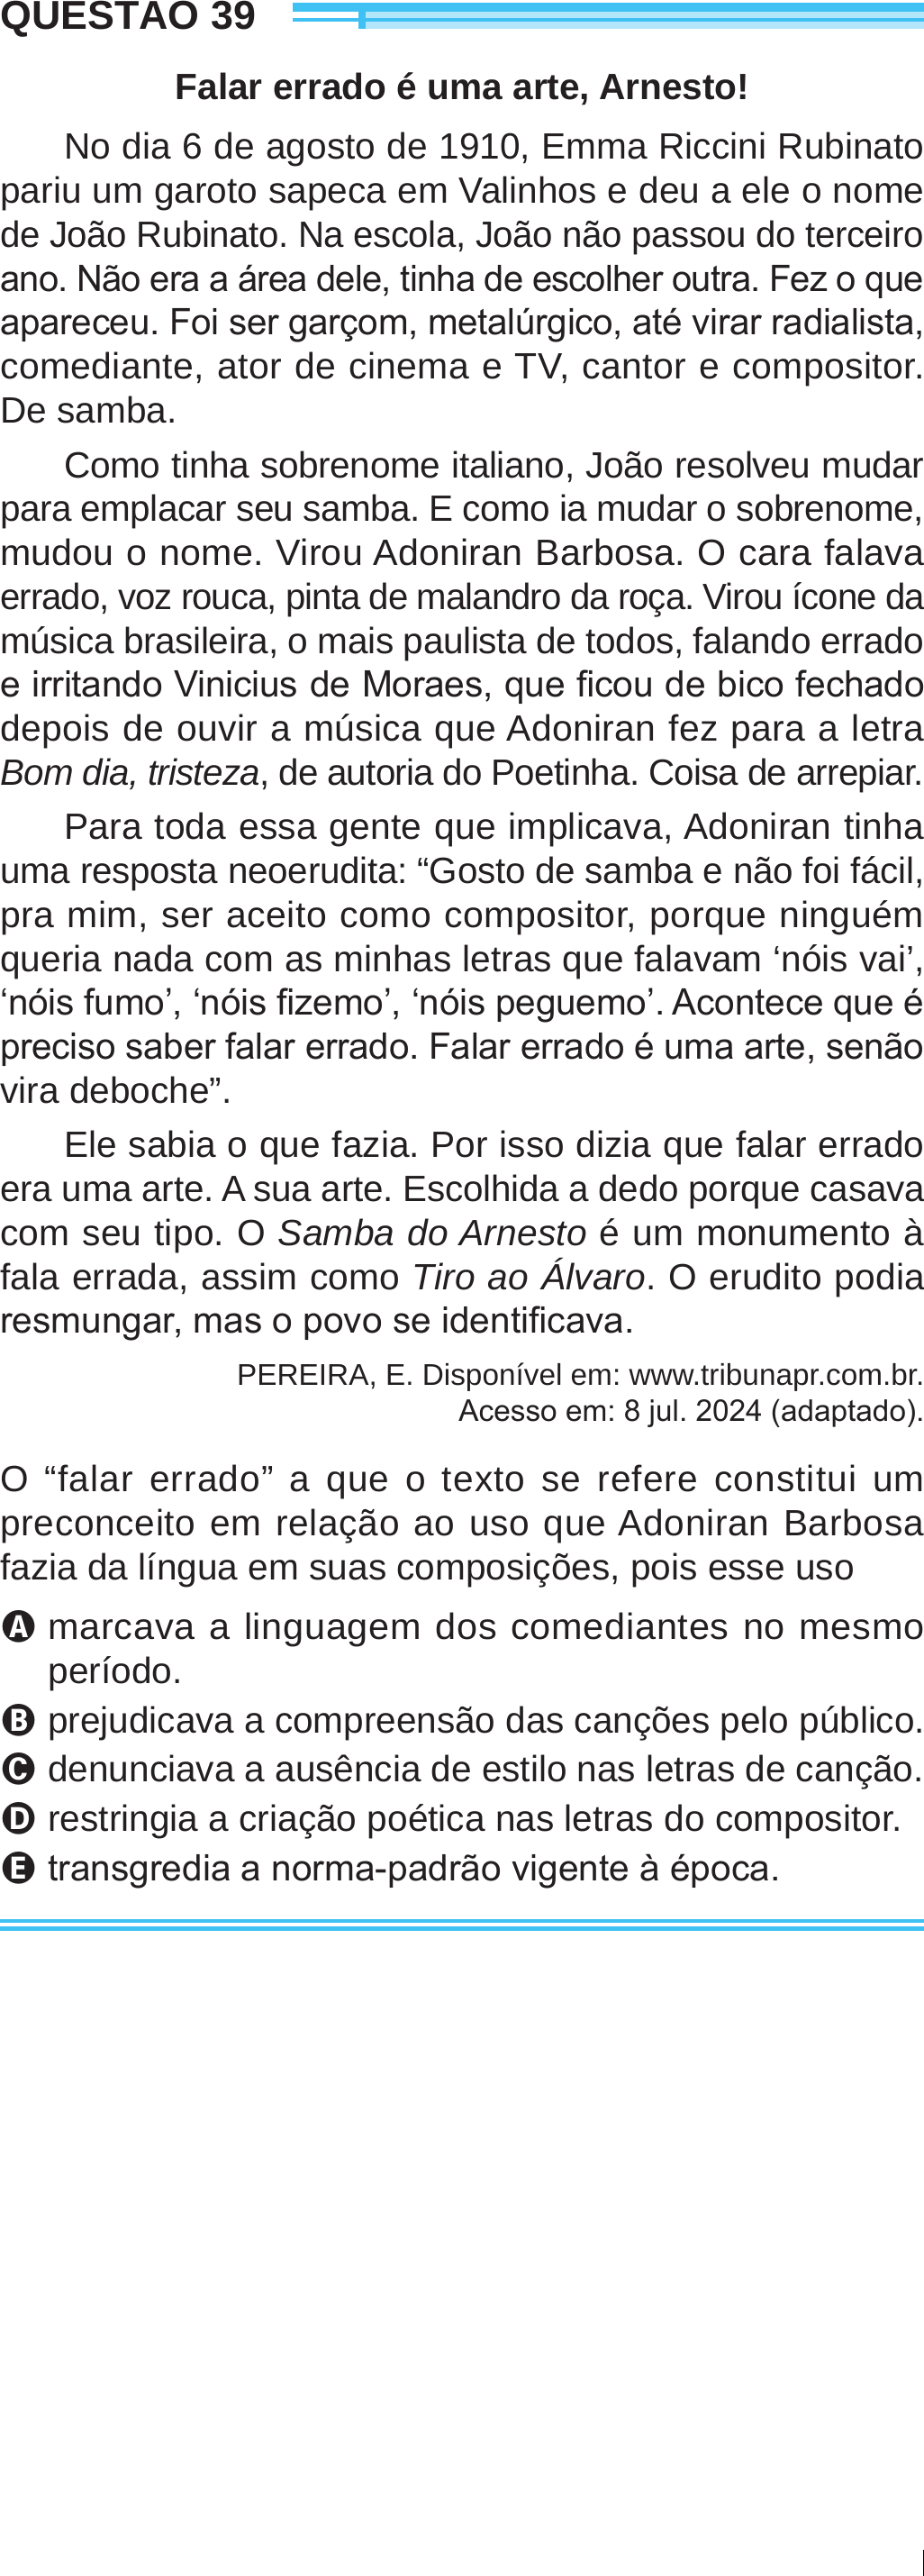 QUESTÃO 39
Falar errado é uma arte, Arnesto!
No dia 6 de agosto de 1910, Emma Riccini Rubinato
pariu um garoto sapeca em Valinhos e deu a ele o nome
de João Rubinato. Na escola, João não passou do terceiro
ano. Não era a área dele, tinha de escolher outra. Fez o que
apareceu. Foi ser garçom, metalúrgico, até virar radialista,
comediante, ator de cinema e TV, cantor e compositor.
De samba.
Como tinha sobrenome italiano, João resolveu mudar
para emplacar seu samba. E como ia mudar o sobrenome,
mudou o nome. Virou Adoniran Barbosa. O cara falava
errado, voz rouca, pinta de malandro da roça. Virou ícone da
música brasileira, o mais paulista de todos, falando errado
e irritando Vinicius de Moraes, que ficou de bico fechado
depois de ouvir a música que Adoniran fez para a letra
Bom dia, tristeza, de autoria do Poetinha. Coisa de arrepiar.
Para toda essa gente que implicava, Adoniran tinha
uma resposta neoerudita: “Gosto de samba e não foi fácil,
pra mim, ser aceito como compositor, porque ninguém
queria nada com as minhas letras que falavam ‘nóis vai’,
‘nóis fumo’, ‘nóis fizemo’, ‘nóis peguemo’. Acontece que é
preciso saber falar errado. Falar errado é uma arte, senão
vira deboche”.
Ele sabia o que fazia. Por isso dizia que falar errado
era uma arte. A sua arte. Escolhida a dedo porque casava
com seu tipo. O Samba do Arnesto é um monumento à
fala errada, assim como Tiro ao Álvaro. O erudito podia
resmungar, mas o povo se identificava.
PEREIRA, E. Disponível em: www.tribunapr.com.br.
Acesso em: 8 jul. 2024 (adaptado).
O “falar errado” a que o texto se refere constitui um
preconceito em relação ao uso que Adoniran Barbosa
fazia da língua em suas composições, pois esse uso
A marcava a linguagem dos comediantes no mesmo
período.
B prejudicava a compreensão das canções pelo público.
C denunciava a ausência de estilo nas letras de canção.
D restringia a criação poética nas letras do compositor.
E transgredia a norma-padrão vigente à época.